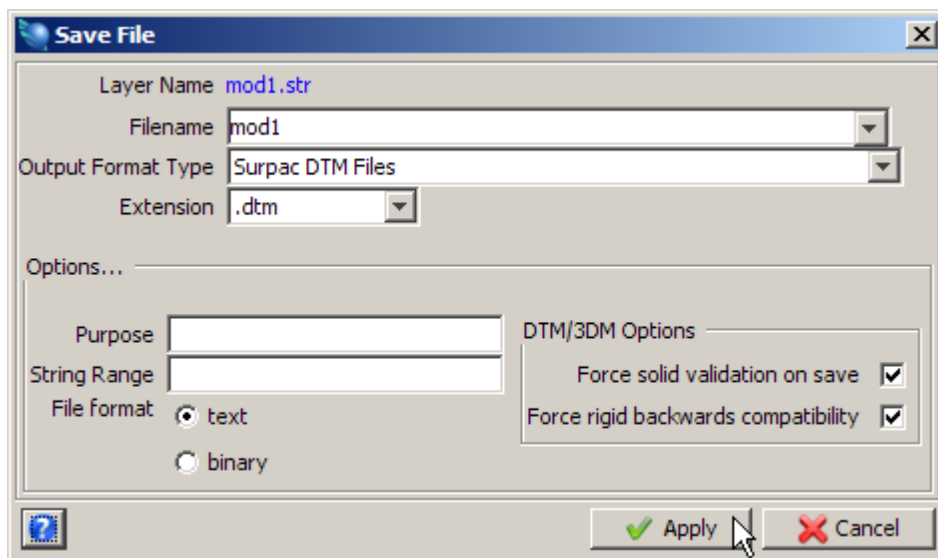 Save File
Layer Name mod1.str
Filename mod1
Output Format Type Surpac DTM Files
Extension .dtm
Options...
Purpose
String Range
File format text
binary
DTM/3DM Options
Force solid validation on save
Force rigid backwards compatibility
? Apply Cancel